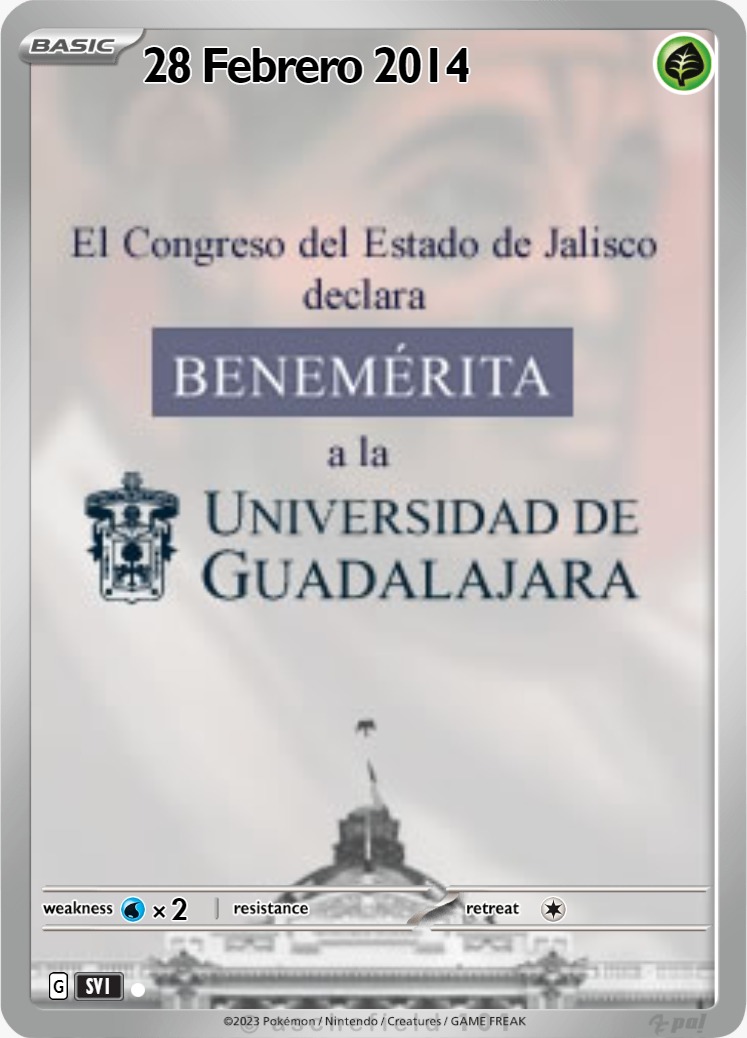 BASIC
28 Febrero 2014
El Congreso del Estado de Jalisco
declara
BENEMÉRITA
a la
UNIVERSIDAD DE
GUADALAJARA
weakness × 2 resistance retreat
G SVI
©2023 Pokémon / Nintendo / Creatures / GAME FREAK